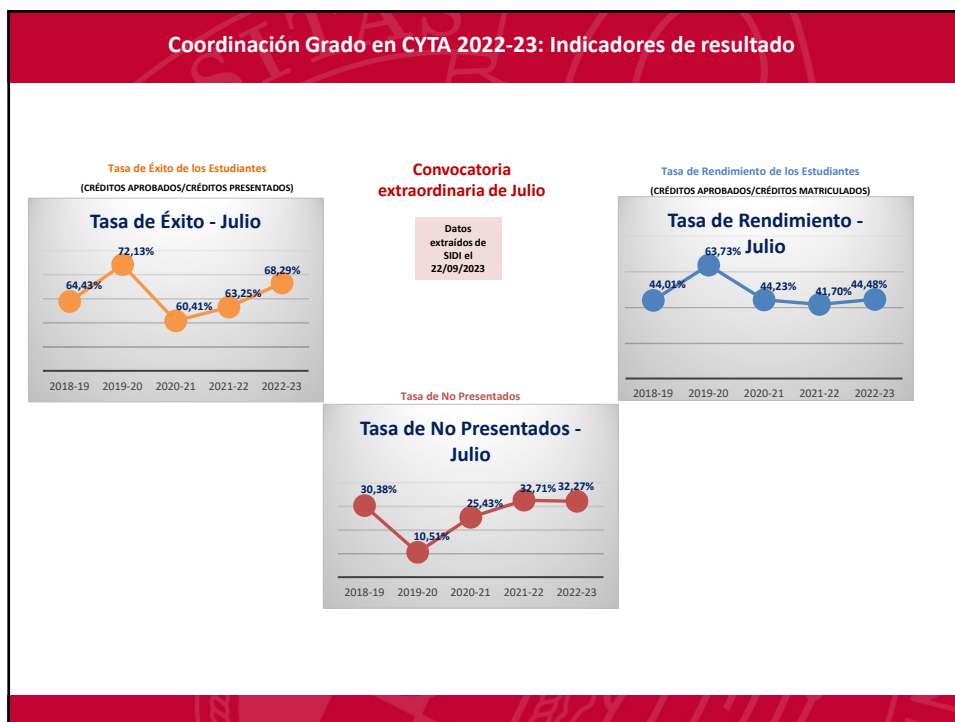 Coordinación Grado en CYTA 2022-23: Indicadores de resultado
Tasa de Éxito de los Estudiantes
(CRÉDITOS APROBADOS/CRÉDITOS PRESENTADOS)
Tasa de Éxito - Julio
72,13%
68,29%
64,43%
63,25%
60,41%
2018-19 2019-20 2020-21 2021-22 2022-23
Convocatoria
extraordinaria de Julio
Datos
extraídos de
SIDI el
22/09/2023
Tasa de Rendimiento de los Estudiantes
(CRÉDITOS APROBADOS/CRÉDITOS MATRICULADOS)
Tasa de Rendimiento -
Julio
63,73%
44,01%
44,23%
41,70%
44,48%
2018-19 2019-20 2020-21 2021-22 2022-23
Tasa de No Presentados
Tasa de No Presentados -
Julio
30,38%
32,71%
32,27%
25,43%
10,51%
2018-19 2019-20 2020-21 2021-22 2022-23